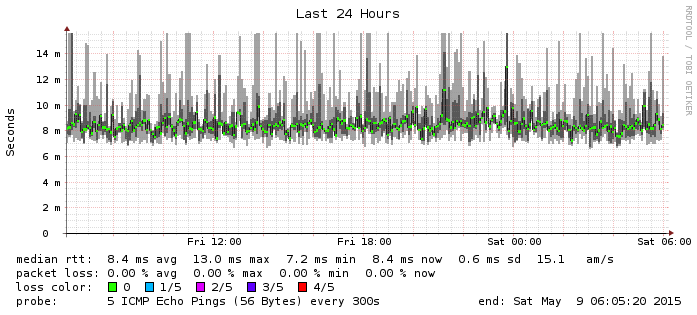 Last 24 Hours
RRDTOOL / TOBI OETIKER
Seconds
14 m
12 m
10 m
8 m
6 m
4 m
2 m
0
Fri 12:00 Fri 18:00 Sat 00:00 Sat 06:00
median rtt: 8.4 ms avg 13.0 ms max 7.2 ms min 8.4 ms now 0.6 ms sd 15.1 am/s
packet loss: 0.00 % avg 0.00 % max 0.00 % min 0.00 % now
loss color: 0 1/5 2/5 3/5 4/5
probe: 5 ICMP Echo Pings (56 Bytes) every 300s end: Sat May 9 06:05:20 2015